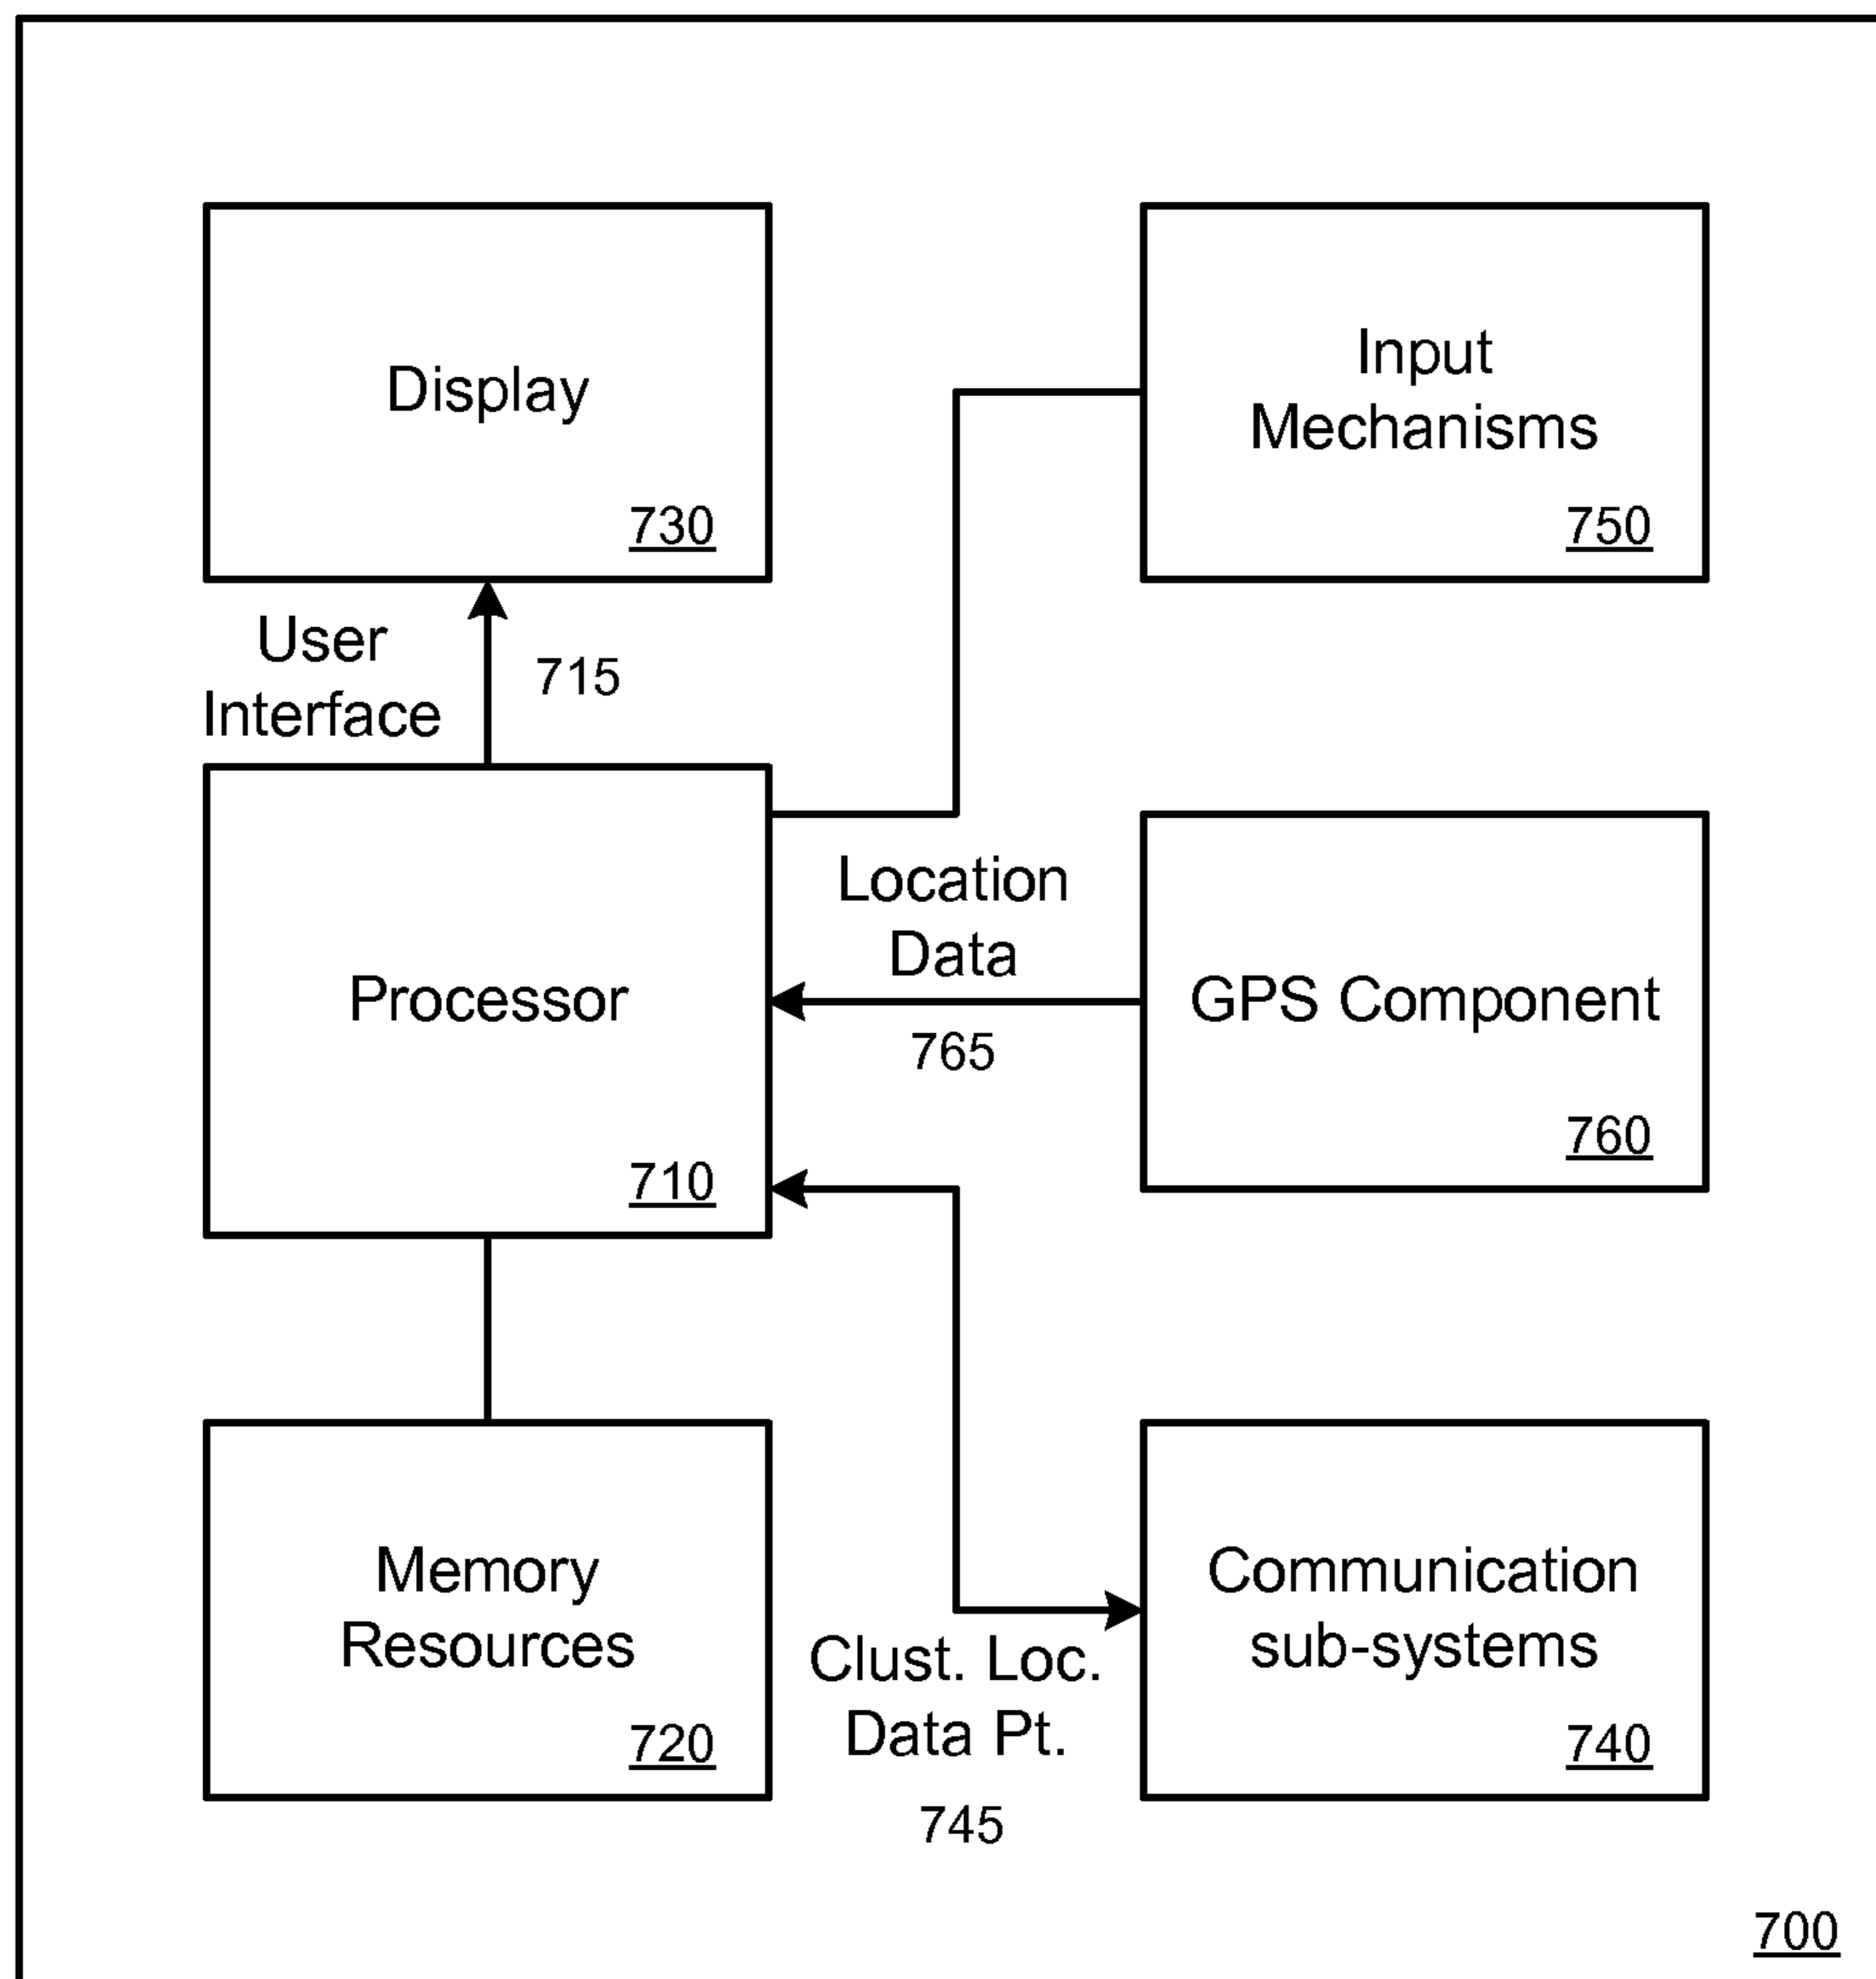 Display
730
Input
Mechanisms
750
User
Interface
715
Processor
710
Location
Data
765
GPS Component
760
Memory
Resources
720
Clust. Loc.
Data Pt.
745
Communication
sub-systems
740
700